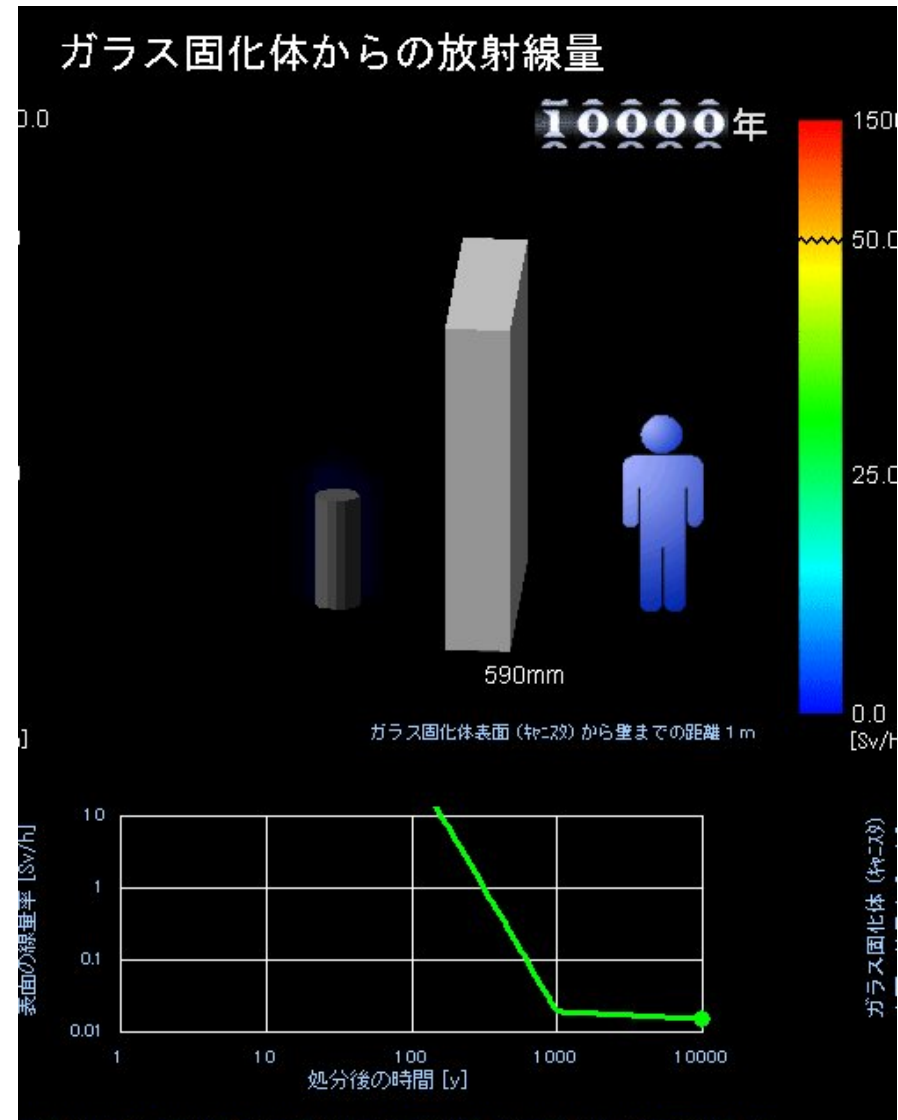 ガラス固化体からの放射線量
0.0
10000年
150
50.0
25.0
0.0
[Sv/h
590mm
ガラス固化体表面（ｷｬﾆｽﾀ）から壁までの距離１ｍ
表面の線量率 [Sv/h]
10
1
0.1
0.01
1 10 100 1000 10000
処分後の時間 [y]
ガラス固化体（ｷｬﾆｽﾀ）